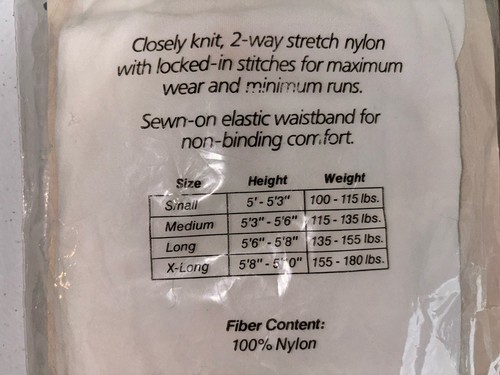 Closely knit, 2-way stretch nylon
with locked-in stitches for maximum
wear and minimum runs.
Sewn-on elastic waistband for
non-binding comfort.
Size Height Weight
Small 5' - 5'3" 100 - 115 lbs.
Medium 5'3" - 5'6" 115 - 135 lbs.
Long 5'6" - 5'8" 135 - 155 lbs.
X-Long 5'8" - 5'10" 155 - 180 lbs.
Fiber Content:
100% Nylon